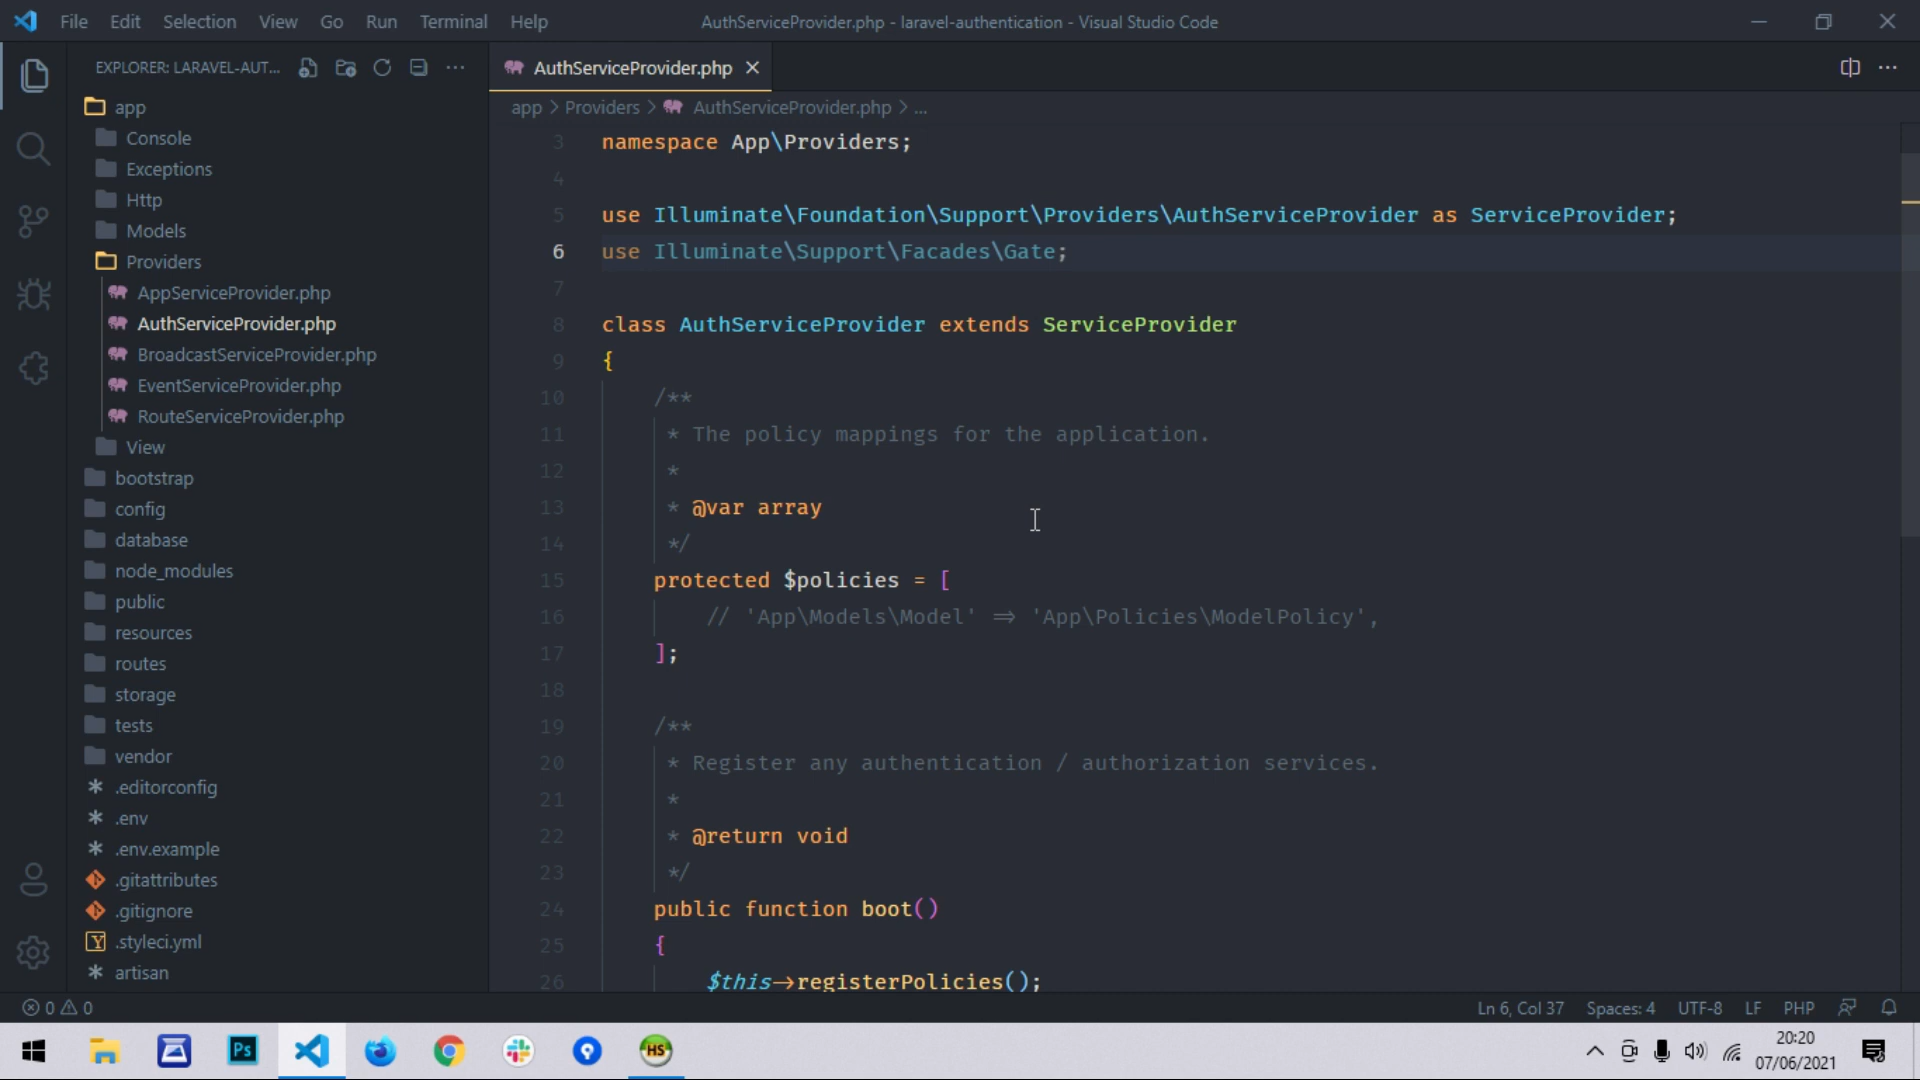 File Edit Selection View Go Run Terminal Help
AuthServiceProvider.php - laravel-authentication - Visual Studio Code
EXPLORER: LARAVEL-AUT...
app
Console
Exceptions
Http
Models
Providers
AppServiceProvider.php
AuthServiceProvider.php
BroadcastServiceProvider.php
EventServiceProvider.php
RouteServiceProvider.php
View
bootstrap
config
database
node_modules
public
resources
routes
storage
tests
vendor
.editorconfig
.env
.env.example
.gitattributes
.gitignore
.styleci.yml
artisan
AuthServiceProvider.php
app > Providers > AuthServiceProvider.php > ...
3 namespace App\Providers;
4
5 use Illuminate\Foundation\Support\Providers\AuthServiceProvider as ServiceProvider;
6 use Illuminate\Support\Facades\Gate;
7
8 class AuthServiceProvider extends ServiceProvider
9 {
10 /**
11 * The policy mappings for the application.
12 *
13 * @var array
14 */
15 protected $policies = [
16 // 'App\Models\Model' => 'App\Policies\ModelPolicy',
17 ];
18
19 /**
20 * Register any authentication / authorization services.
21 *
22 * @return void
23 */
24 public function boot()
25 {
26 $this->registerPolicies();
0 0
Ln 6, Col 37 Spaces: 4 UTF-8 LF PHP
Ps
HS
20:20
07/06/2021